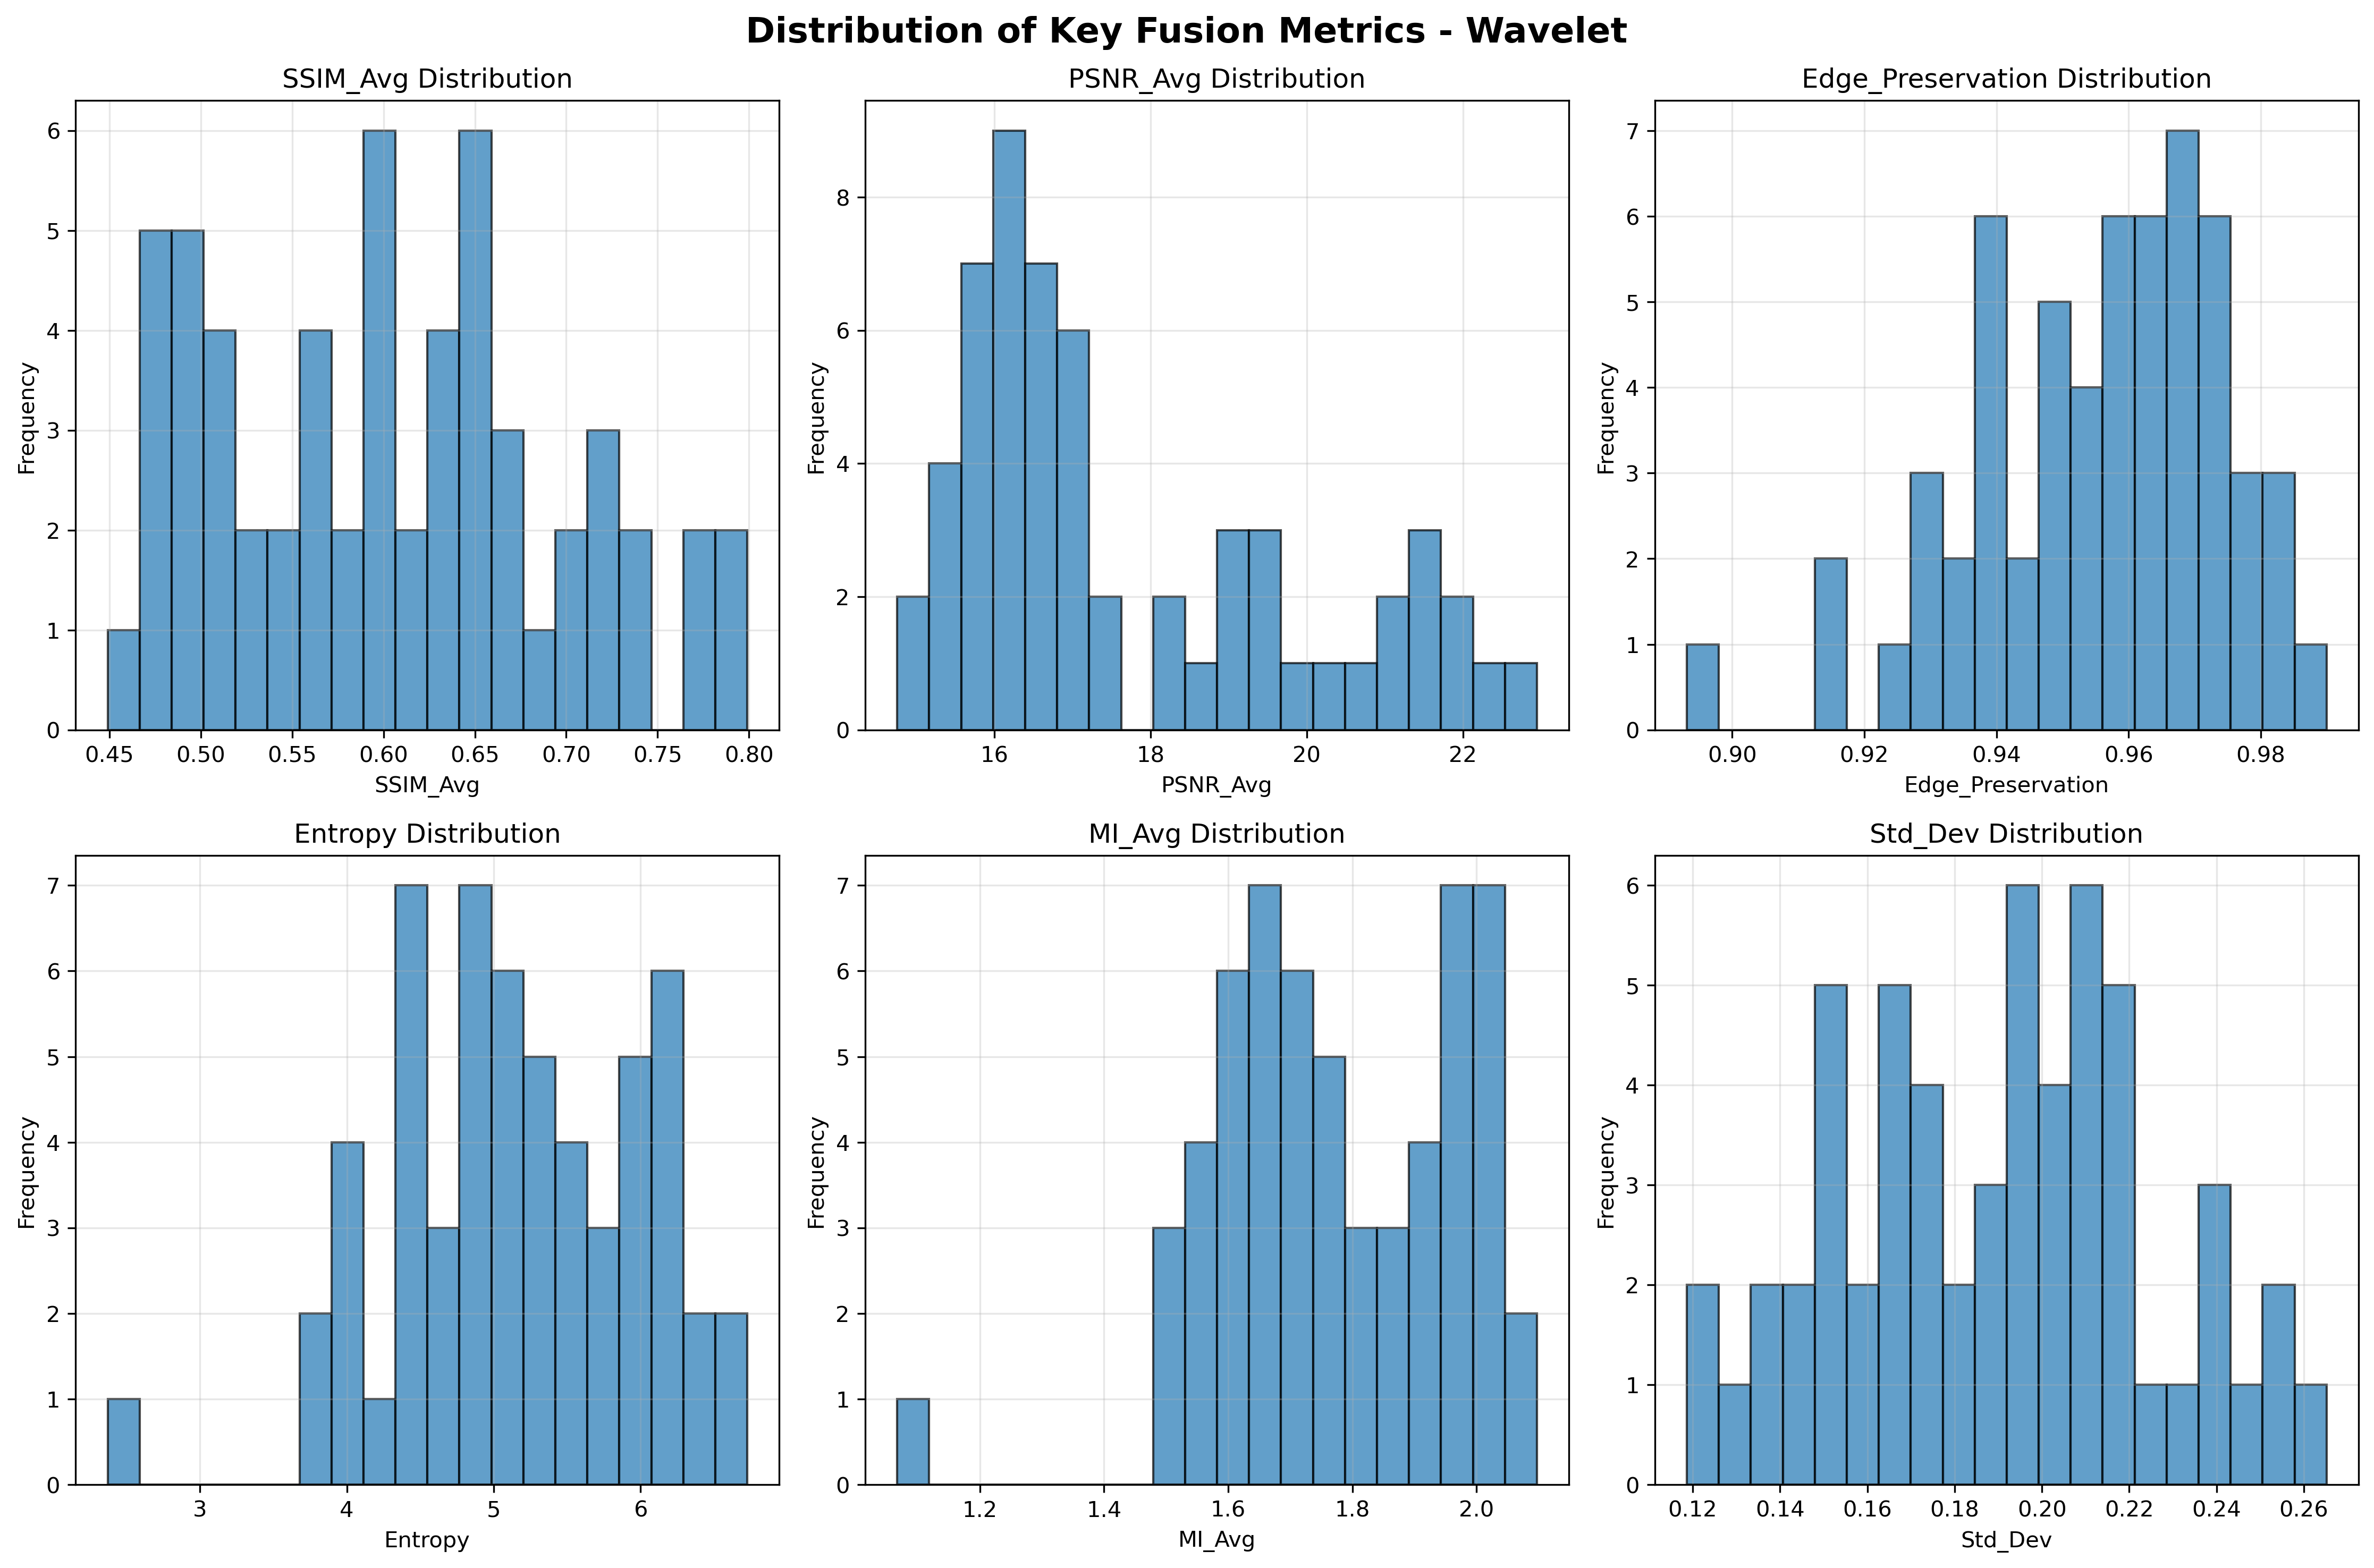 Distribution of Key Fusion Metrics - Wavelet
SSIM_Avg Distribution
Frequency
6
5
4
3
2
1
0
0.45 0.50 0.55 0.60 0.65 0.70 0.75 0.80
SSIM_Avg
PSNR_Avg Distribution
Frequency
8
6
4
2
0
16 18 20 22
PSNR_Avg
Edge_Preservation Distribution
Frequency
7
6
5
4
3
2
1
0
0.90 0.92 0.94 0.96 0.98
Edge_Preservation
Entropy Distribution
Frequency
7
6
5
4
3
2
1
0
3 4 5 6
Entropy
MI_Avg Distribution
Frequency
7
6
5
4
3
2
1
0
1.2 1.4 1.6 1.8 2.0
MI_Avg
Std_Dev Distribution
Frequency
6
5
4
3
2
1
0
0.12 0.14 0.16 0.18 0.20 0.22 0.24 0.26
Std_Dev